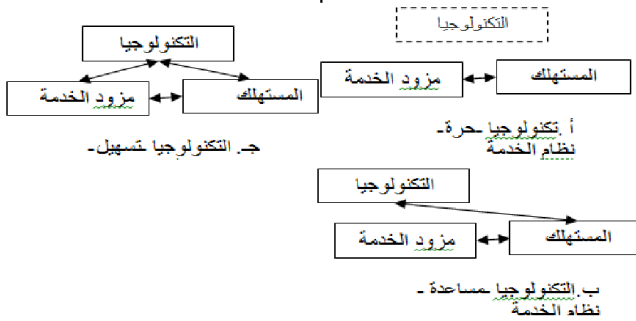 التكنولوجيا
المستهلك
مزود الخدمة
أ .تكنولوجيا -حرة-
نظام الخدمة
التكنولوجيا
المستهلك
مزود الخدمة
ب.التكنولوجيا -مساعدة -
نظام الخدمة
التكنولوجيا
المستهلك
مزود الخدمة
جـ. التكنولوجيا -تسهيل-